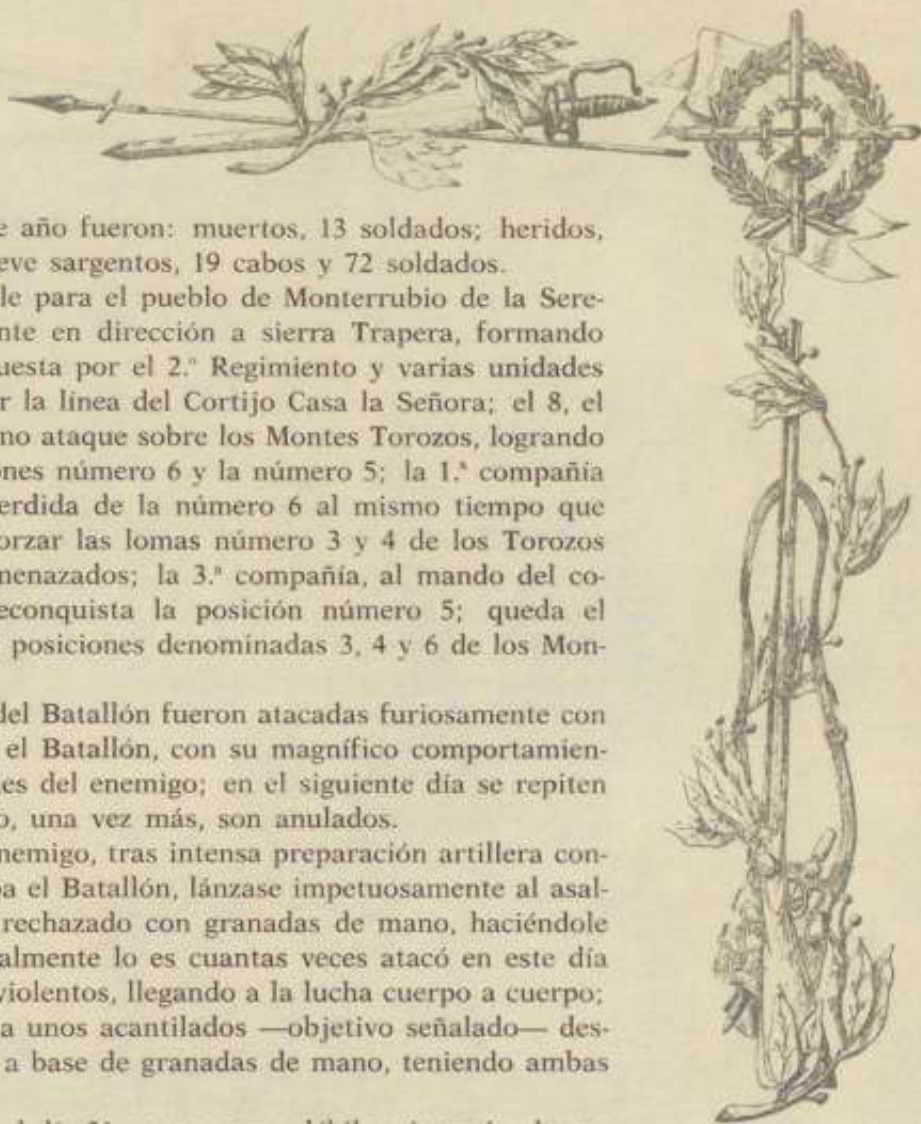 e año fueron: muertos, 13 soldados; heridos,
eve sargentos, 19 cabos y 72 soldados.
le para el pueblo de Monterrubio de la Sere-
nte en dirección a sierra Trapera, formando
uesta por el 2.º Regimiento y varias unidades
r la línea del Cortijo Casa la Señora; el 8, el
no ataque sobre los Montes Torozos, logrando
ones número 6 y la número 5; la 1.ª compañía
erdida de la número 6 al mismo tiempo que
orzar las lomas número 3 y 4 de los Torozos
menazados; la 3.ª compañía, al mando del co-
econquista la posición número 5; queda el
posiciones denominadas 3, 4 y 6 de los Mon-
del Batallón fueron atacadas furiosamente con
el Batallón, con su magnífico comportamien-
es del enemigo; en el siguiente día se repiten
o, una vez más, son anulados.
nemigo, tras intensa preparación artillera con-
ba el Batallón, lánzase impetuosamente al asal-
rechazado con granadas de mano, haciéndole
almente lo es cuantas veces atacó en este día
violentos, llegando a la lucha cuerpo a cuerpo;
a unos acantilados —objetivo señalado— des-
a base de granadas de mano, teniendo ambas